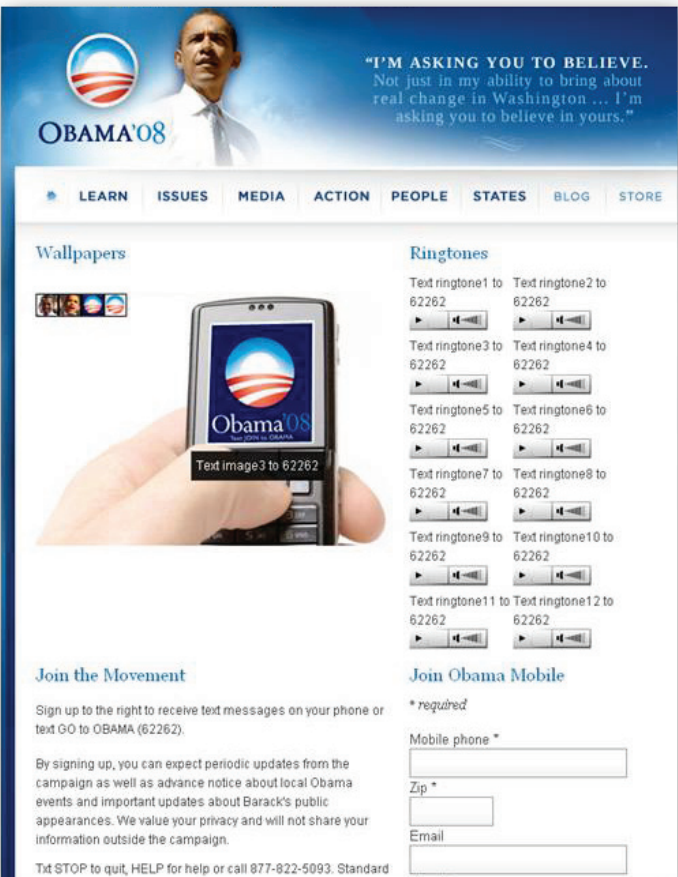 OBAMA'08
“I'M ASKING YOU TO BELIEVE.
Not just in my ability to bring about
real change in Washington ... I'm
asking you to believe in yours.”
LEARN ISSUES MEDIA ACTION PEOPLE STATES BLOG STORE
Wallpapers
Obama'08
Text JOIN to OBAMA
Text image3 to 62262
Ringtones
Text ringtone1 to Text ringtone2 to
62262 62262
Text ringtone3 to Text ringtone4 to
62262 62262
Text ringtone5 to Text ringtone6 to
62262 62262
Text ringtone7 to Text ringtone8 to
62262 62262
Text ringtone9 to Text ringtone10 to
62262 62262
Text ringtone11 to Text ringtone12 to
62262 62262
Join the Movement
Sign up to the right to receive text messages on your phone or
text GO to OBAMA (62262).
By signing up, you can expect periodic updates from the
campaign as well as advance notice about local Obama
events and important updates about Barack's public
appearances. We value your privacy and will not share your
information outside the campaign.
Txt STOP to quit, HELP for help or call 877-822-5093. Standard
Join Obama Mobile
* required
Mobile phone *
Zip *
Email